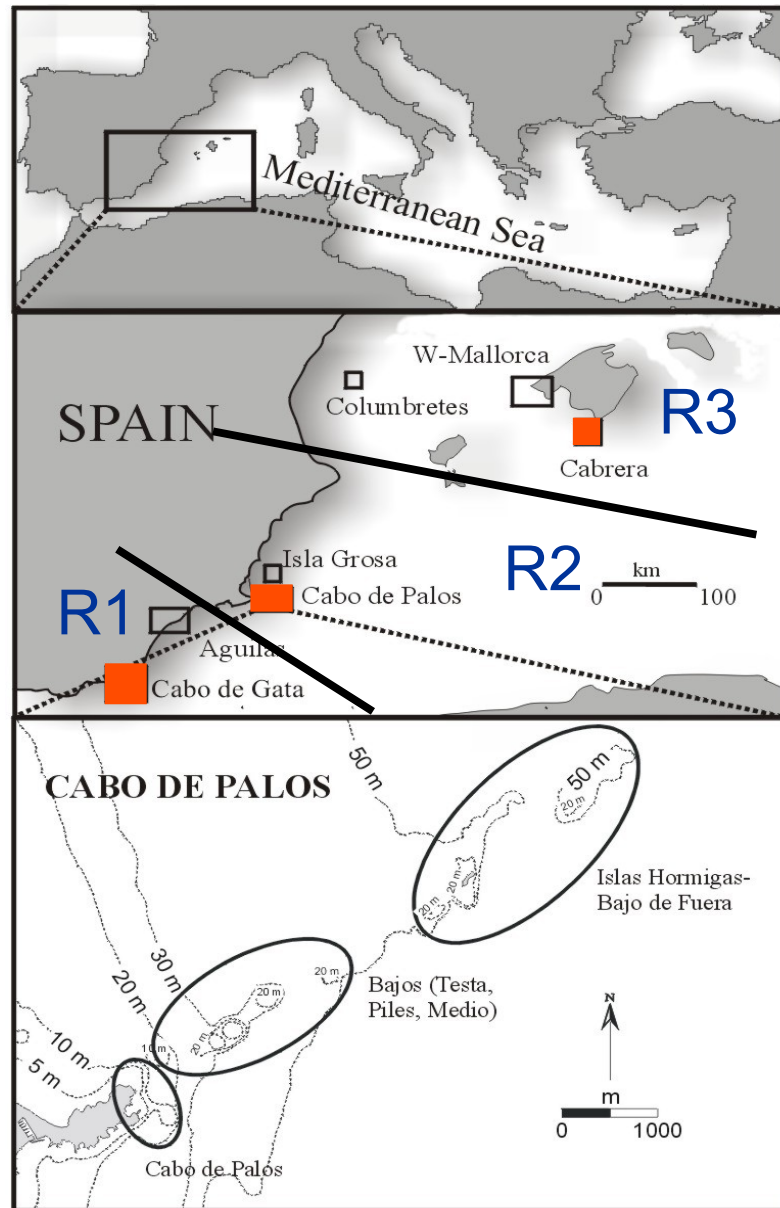 Mediterranean Sea
W-Mallorca
Columbretes
R3
SPAIN
Cabrera
Isla Grosa
R2
km
0 100
Cabo de Palos
R1
Aguilas
Cabo de Gata
CABO DE PALOS
50 m
50 m
20 m
Islas Hormigas-
Bajo de Fuera
20 m
20 m
30 m
20 m
20 m
Bajos (Testa,
Piles, Medio)
20 m
20 m
10 m
10 m
5 m
N
m
0 1000
Cabo de Palos